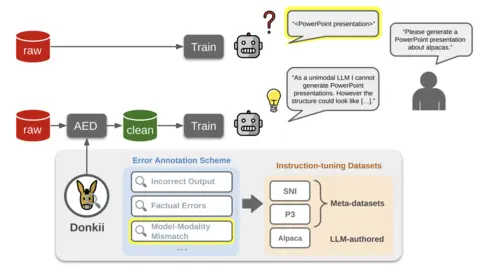 raw
Train
?
"<PowerPoint presentation>"
"Please generate a
PowerPoint presentation
about alpacas."
"As a unimodal LLM I cannot
generate PowerPoint
presentations. However the
structure could look like [...]."
raw
AED
clean
Train
Donkii
Error Annotation Scheme
Incorrect Output
Factual Errors
Model-Modality
Mismatch
...
Instruction-tuning Datasets
SNI
P3
Alpaca
Meta-datasets
LLM-authored